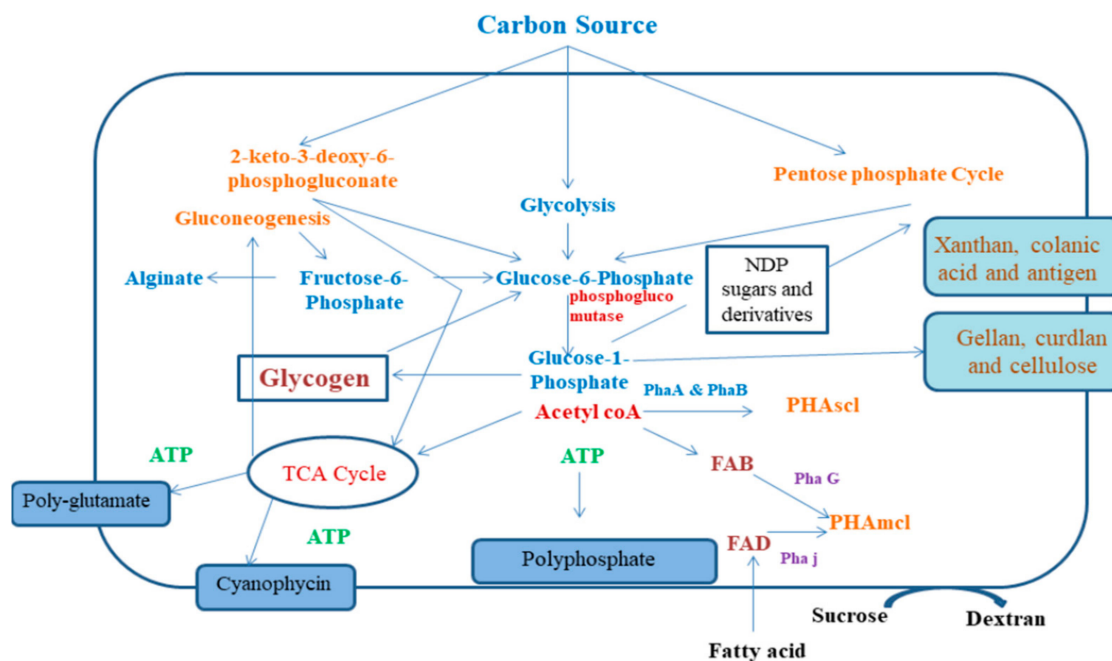 Carbon Source
2-keto-3-deoxy-6-
phosphogluconate
Pentose phosphate Cycle
Gluconeogenesis
Glycolysis
Xanthan, colanic
acid and antigen
Alginate
Fructose-6-
Phosphate
Glucose-6-Phosphate
NDP
sugars and
derivatives
phosphogluco
mutase
Gellan, curdlan
and cellulose
Glycogen
Glucose-1-
Phosphate
PhaA & PhaB
Acetyl coA
PHAscl
ATP
TCA Cycle
ATP
FAB
Pha G
Poly-glutamate
PHAmcl
ATP
FAD
Pha j
Polyphosphate
Cyanophycin
Sucrose
Dextran
Fatty acid